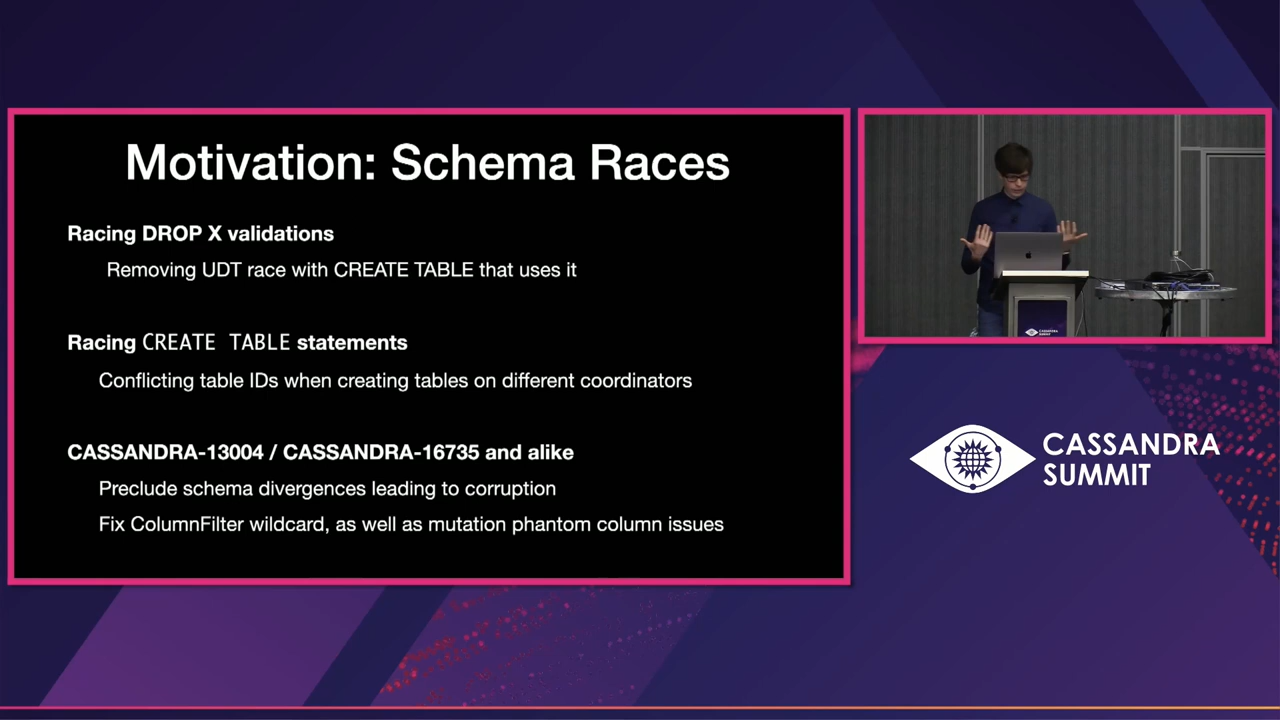 Motivation: Schema Races
Racing DROP X validations
Removing UDT race with CREATE TABLE that uses it
Racing CREATE TABLE statements
Conflicting table IDs when creating tables on different coordinators
CASSANDRA-13004 / CASSANDRA-16735 and alike
Preclude schema divergences leading to corruption
Fix ColumnFilter wildcard, as well as mutation phantom column issues
CASSANDRA
SUMMIT
CASSANDRA
SUMMIT